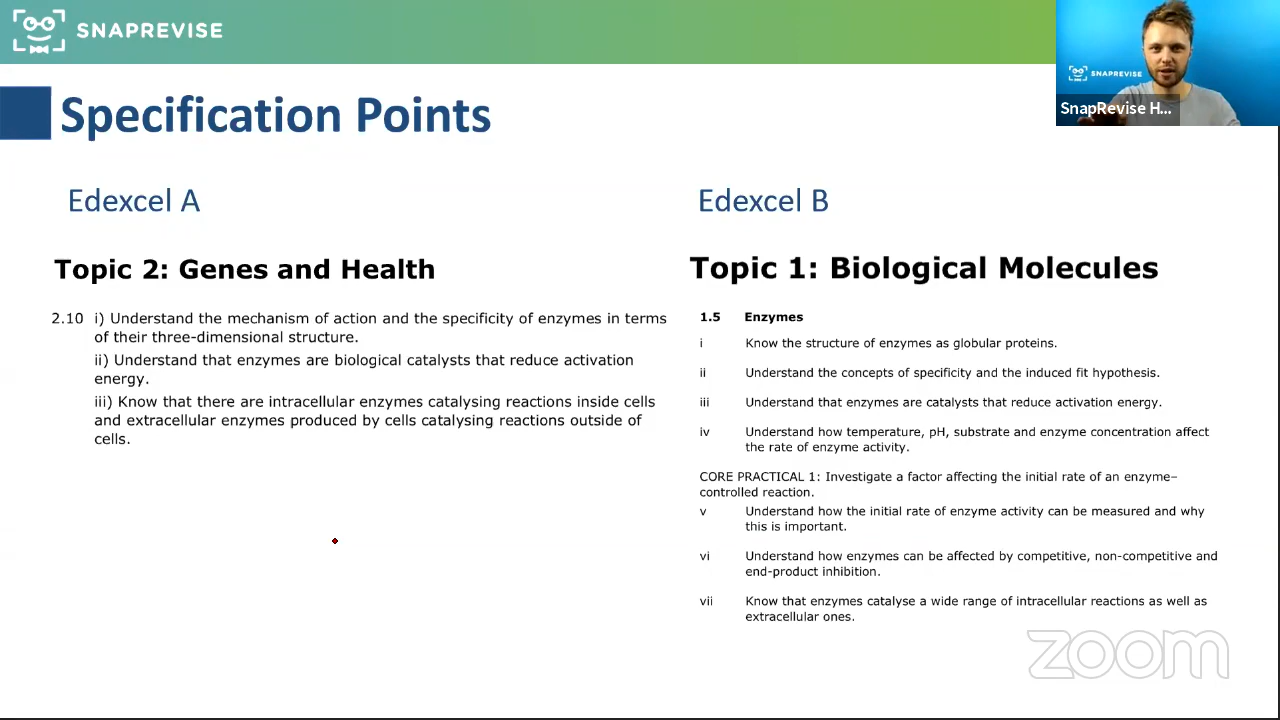 SNAPREVISE
SNAPREVISE
SnapRevise H...
Specification Points
Edexcel A
Topic 2: Genes and Health
2.10 i) Understand the mechanism of action and the specificity of enzymes in terms
of their three-dimensional structure.
ii) Understand that enzymes are biological catalysts that reduce activation
energy.
iii) Know that there are intracellular enzymes catalysing reactions inside cells
and extracellular enzymes produced by cells catalysing reactions outside of
cells.
Edexcel B
Topic 1: Biological Molecules
1.5 Enzymes
i Know the structure of enzymes as globular proteins.
ii Understand the concepts of specificity and the induced fit hypothesis.
iii Understand that enzymes are catalysts that reduce activation energy.
iv Understand how temperature, pH, substrate and enzyme concentration affect
the rate of enzyme activity.
CORE PRACTICAL 1: Investigate a factor affecting the initial rate of an enzyme–
controlled reaction.
v Understand how the initial rate of enzyme activity can be measured and why
this is important.
vi Understand how enzymes can be affected by competitive, non-competitive and
end-product inhibition.
vii Know that enzymes catalyse a wide range of intracellular reactions as well as
extracellular ones.
zoom